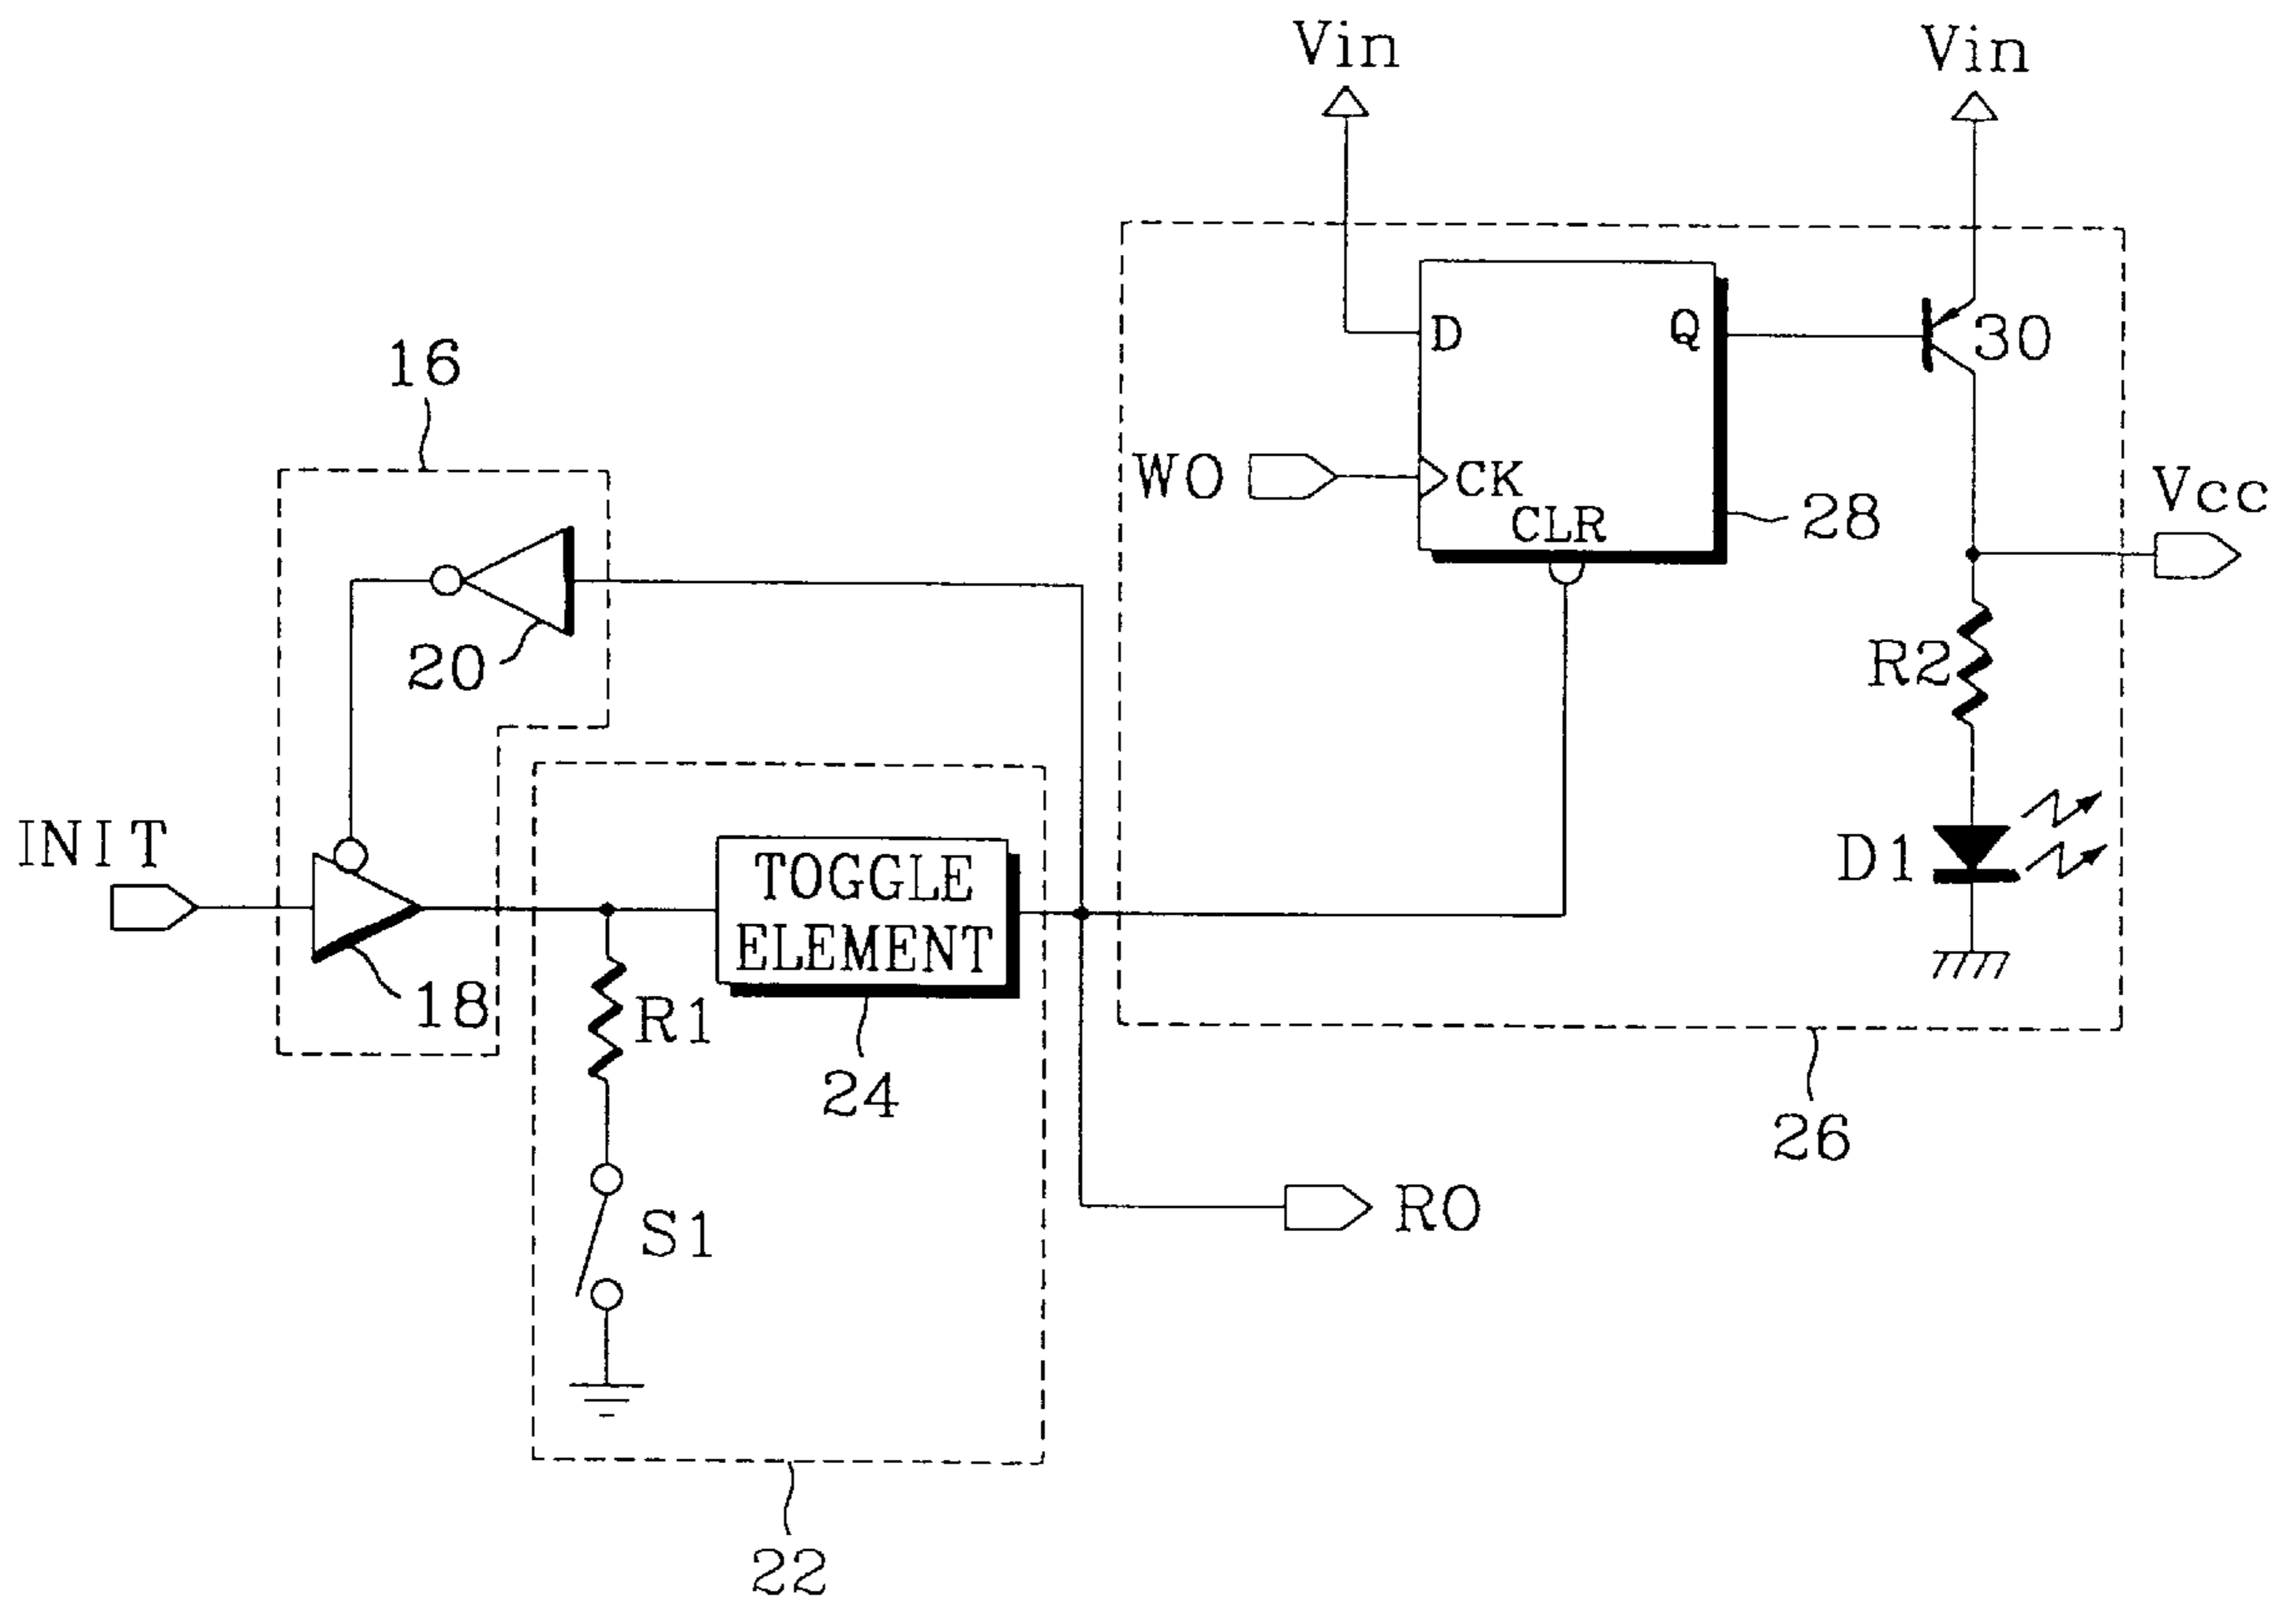 Vin
Vin
16
D
Q
30
WO
CK
CLR
28
Vcc
20
R2
INIT
TOGGLE
ELEMENT
D1
18
R1
24
26
S1
RO
22